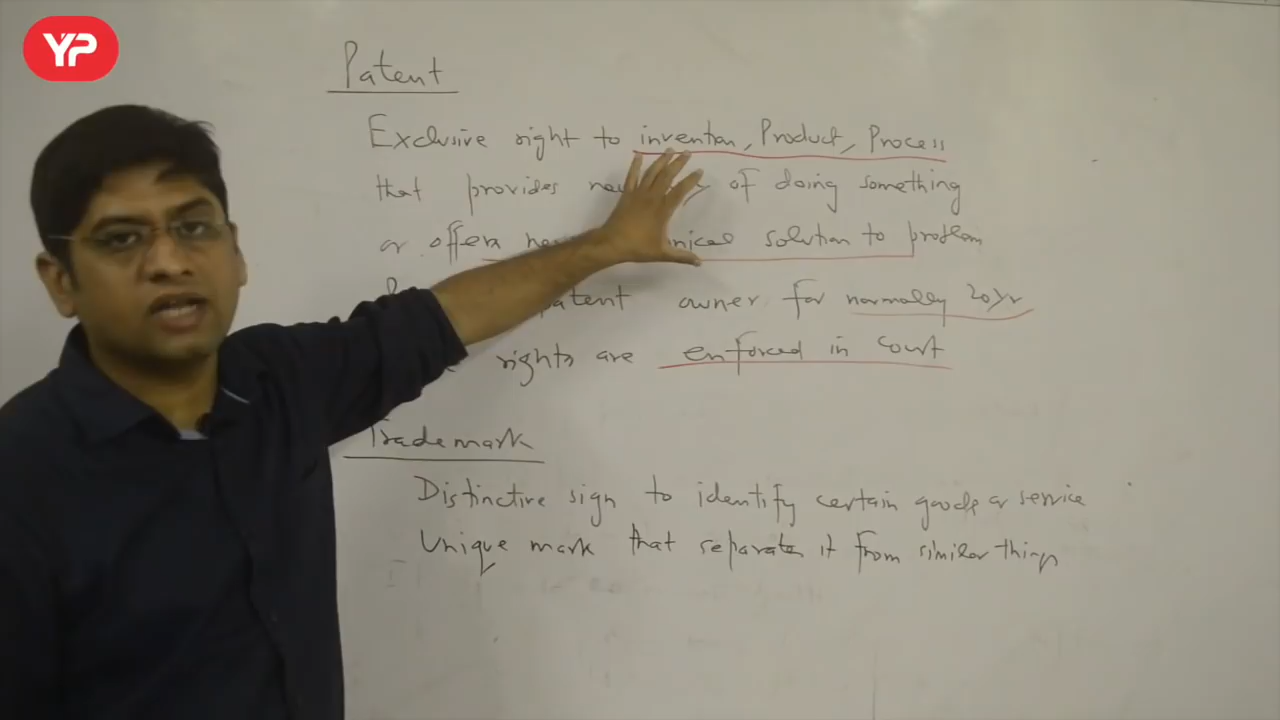 YP
Patent
Exclusive right to invention, Product, Process
that provides of doing something
or offers solution to problem
patent owner for normally 20yr
rights are enforced in court
Trademark
Distinctive sign to identify certain goods or service
Unique mark that separates it from similar things